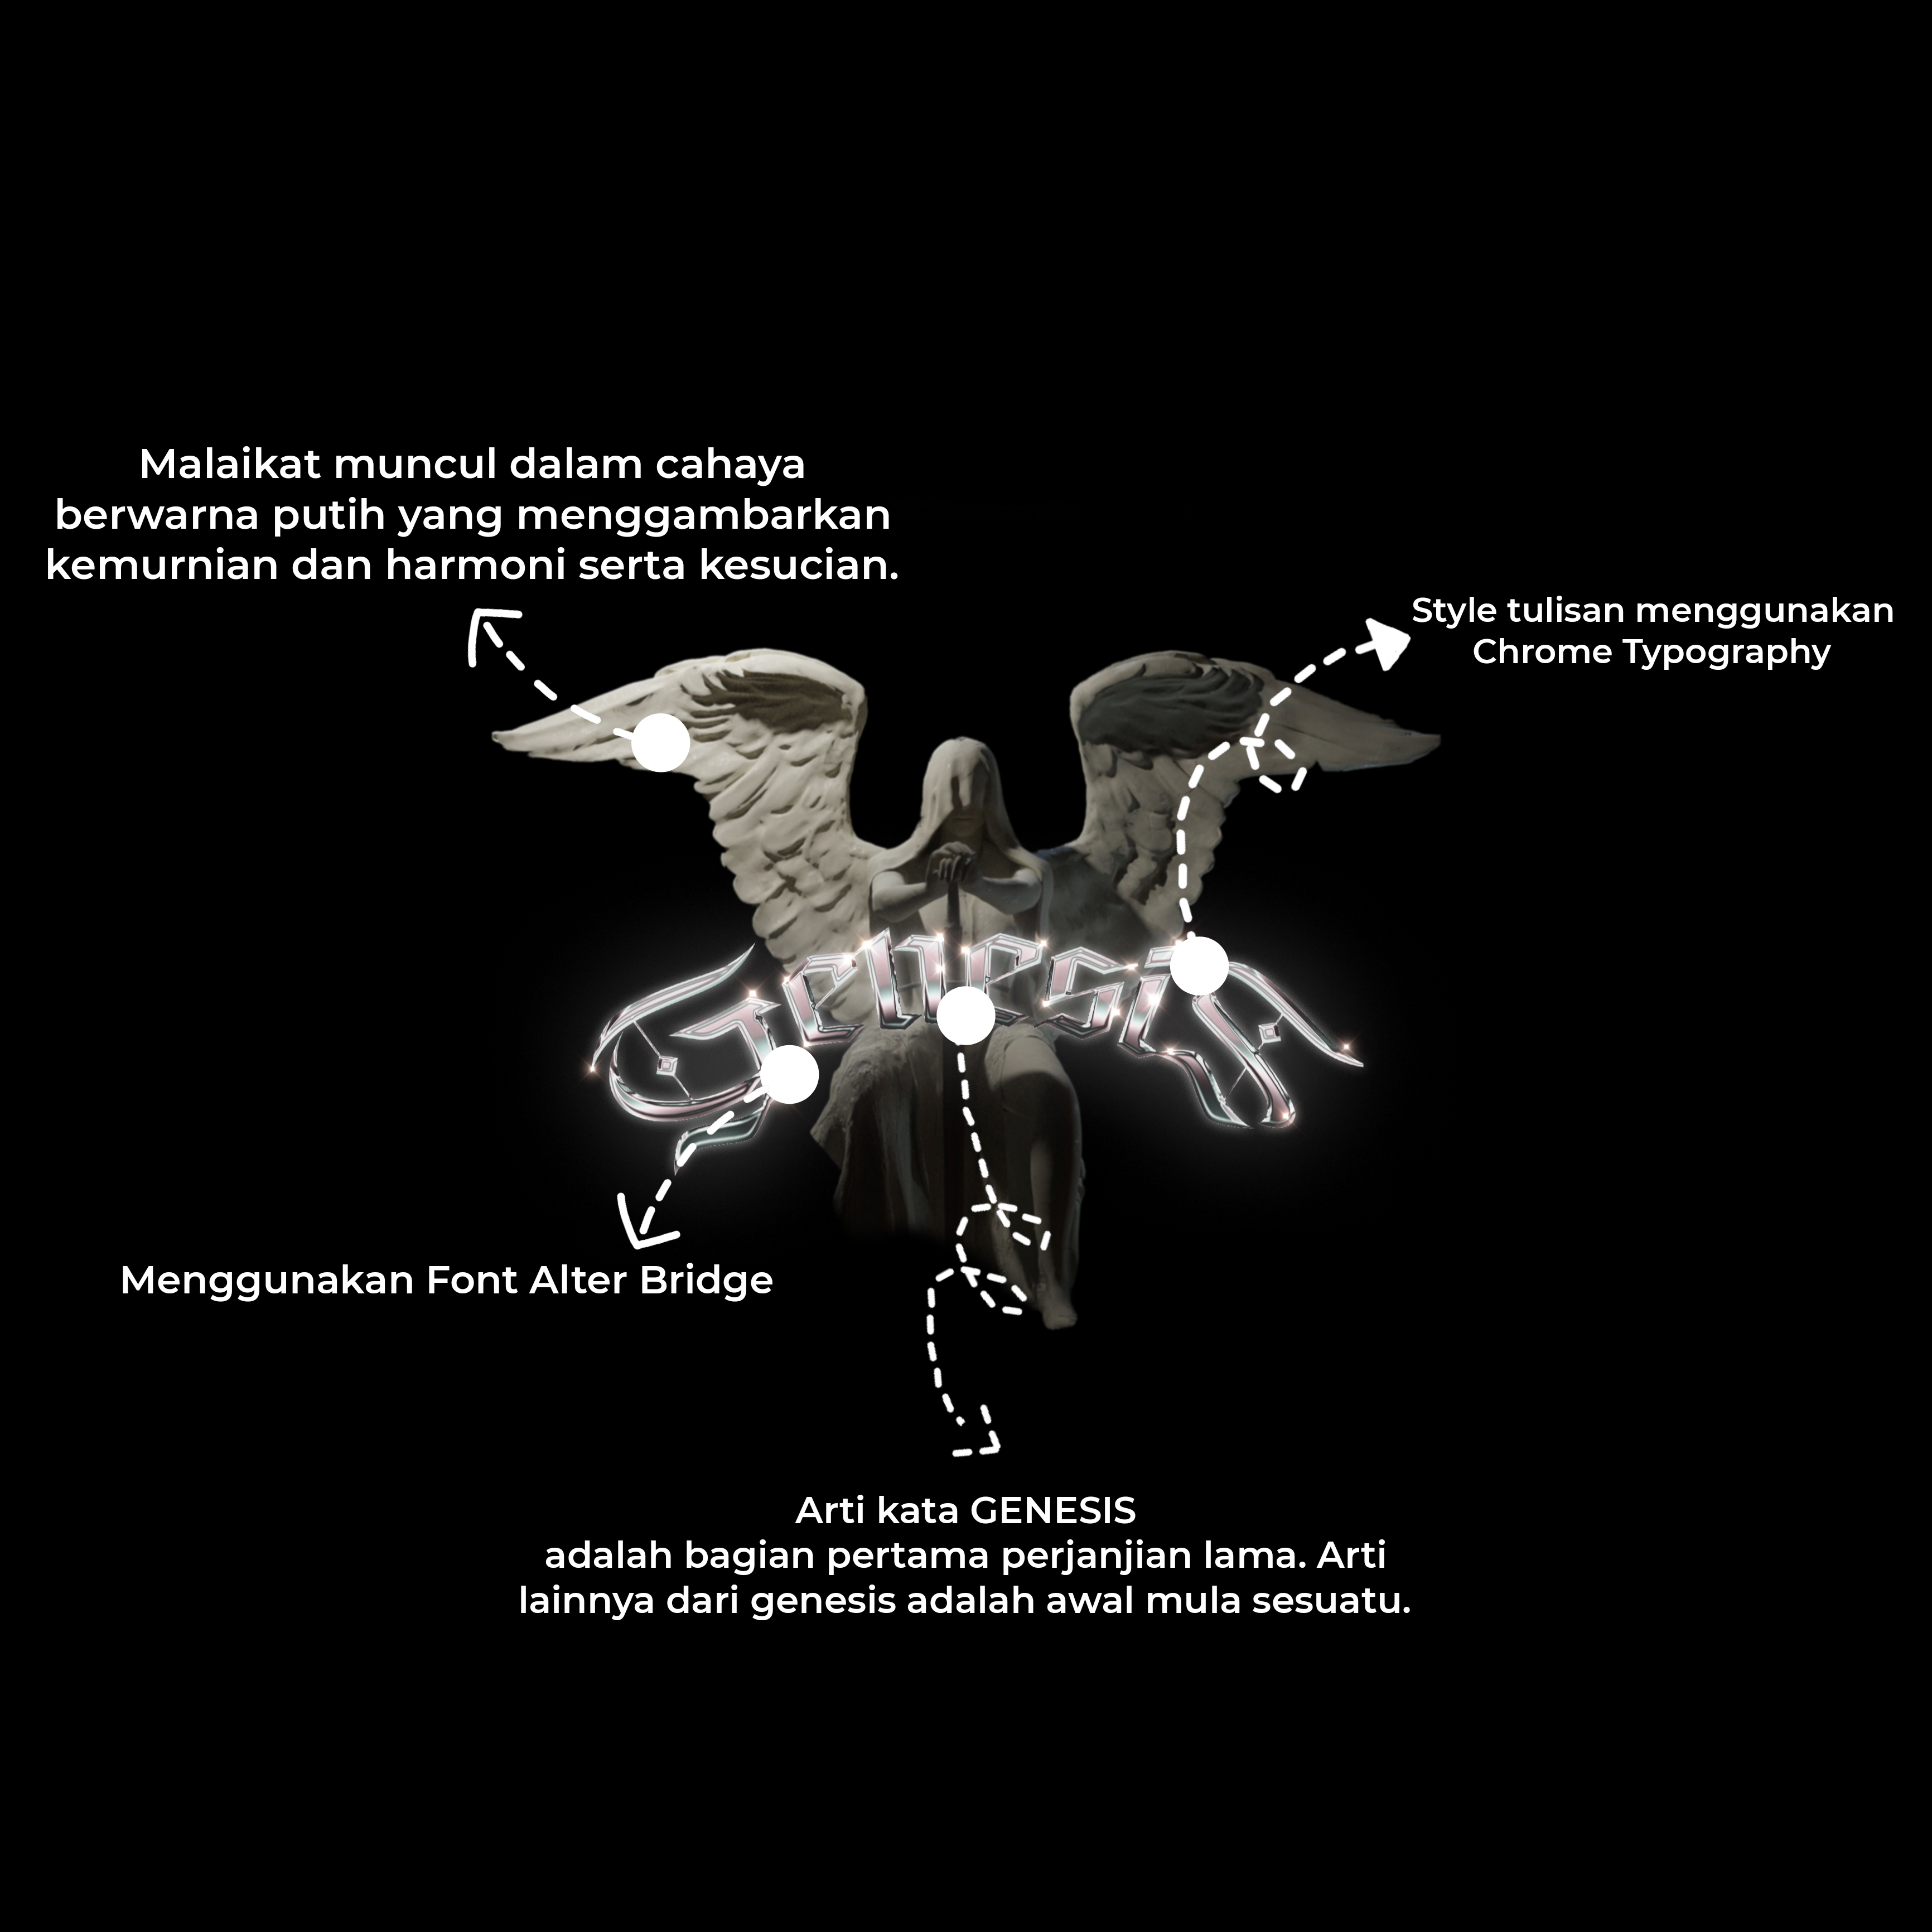 Malaikat muncul dalam cahaya
berwarna putih yang menggambarkan
kemurnian dan harmoni serta kesucian.
Style tulisan menggunakan
Chrome Typography
Genesis
Menggunakan Font Alter Bridge
Arti kata GENESIS
adalah bagian pertama perjanjian lama. Arti
lainnya dari genesis adalah awal mula sesuatu.